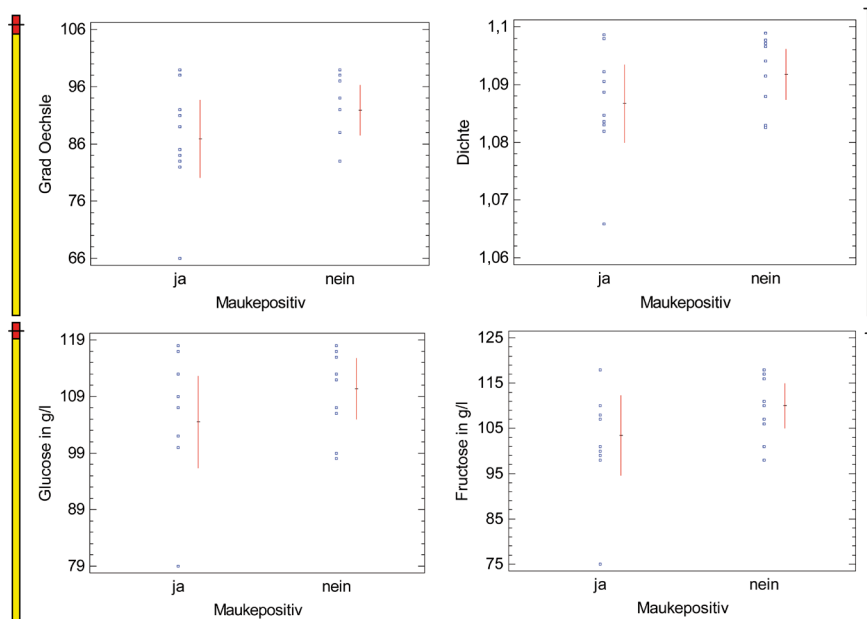 106
96
86
76
66
Grad Oechsle
ja
nein
Maukepositiv
1,1
1,09
1,08
1,07
1,06
Dichte
ja
nein
Maukepositiv
119
109
99
89
79
Glucose in g/l
ja
nein
Maukepositiv
125
115
105
95
85
75
Fructose in g/l
ja
nein
Maukepositiv